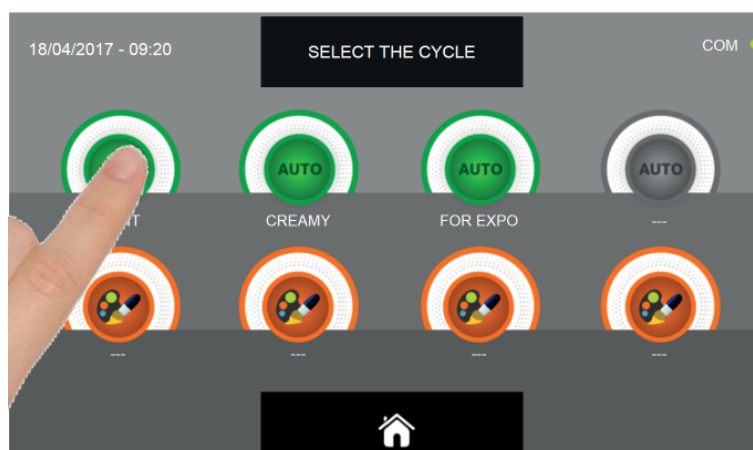 18/04/2017 - 09:20
SELECT THE CYCLE
COM
AUTO
AUTO
AUTO
CREAMY
FOR EXPO
---
---
---
---
---